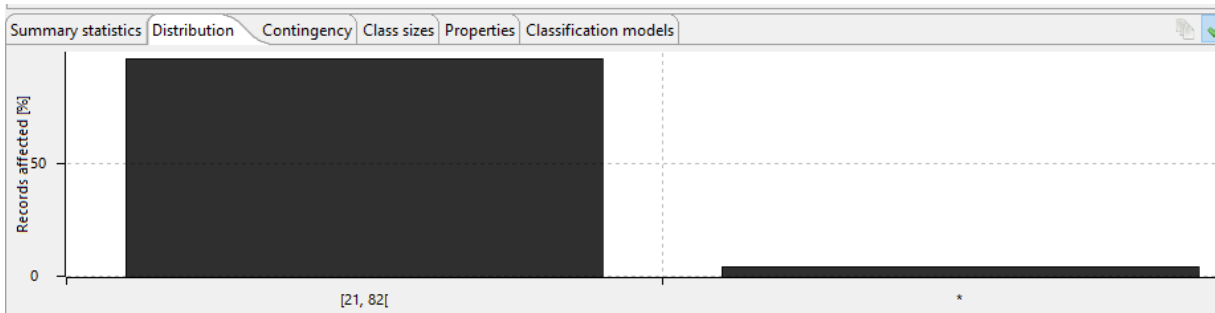 Summary statistics Distribution Contingency Class sizes Properties Classification models
Records affected [%]
50
0
[21, 82[ *